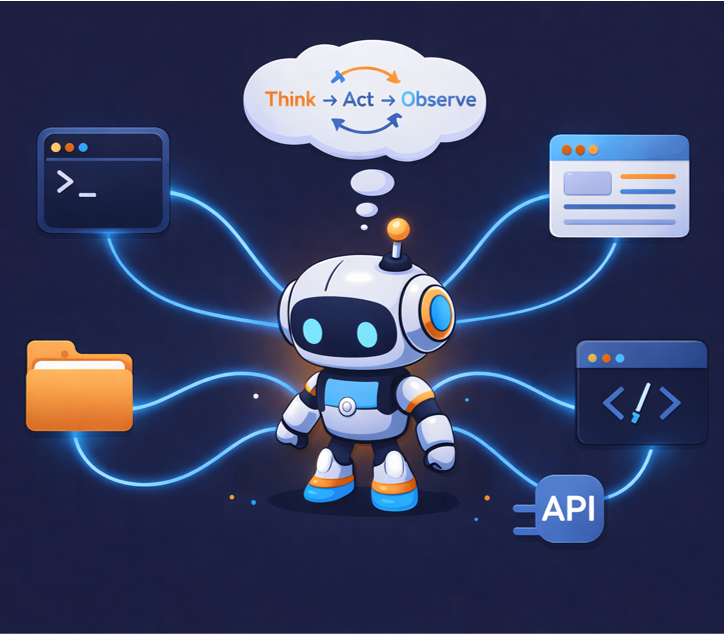 Think → Act → Observe
>_
</>
API